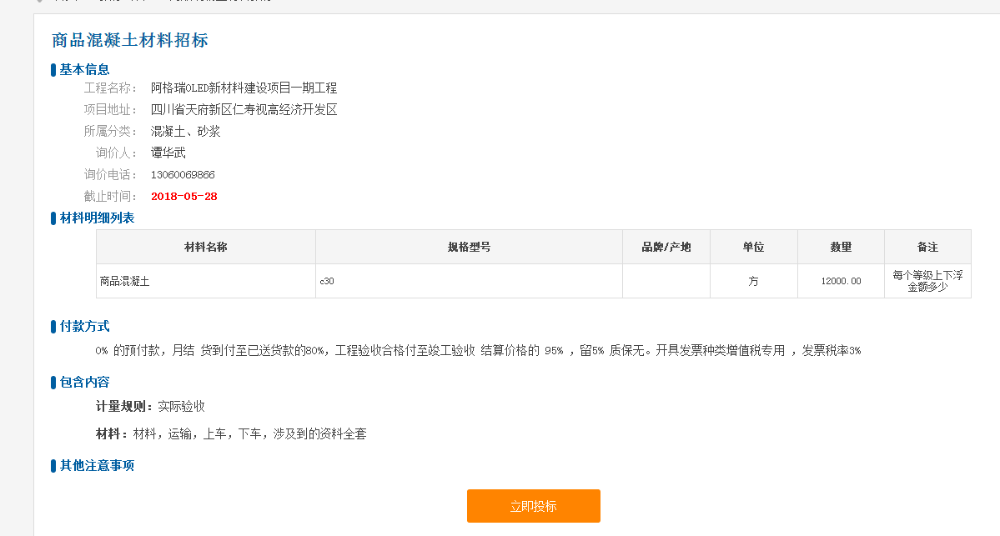 商品混凝土材料招标
基本信息
工程名称： 阿格瑞OLED新材料建设项目一期工程
项目地址： 四川省天府新区仁寿视高经济开发区
所属分类： 混凝土、砂浆
询价人： 谭华武
询价电话： 13060069866
截止时间： 2018-05-28
材料明细列表
材料名称 规格型号 品牌/产地 单位 数量 备注
商品混凝土 c30 方 12000.00 每个等级上下浮
金额多少
付款方式
0% 的预付款，月结 货到付至已送货款的80%，工程验收合格付至竣工验收 结算价格的 95% ，留5% 质保无。开具发票种类增值税专用 ，发票税率3%
包含内容
计量规则：实际验收
材料：材料，运输，上车，下车，涉及到的资料全套
其他注意事项
立即投标